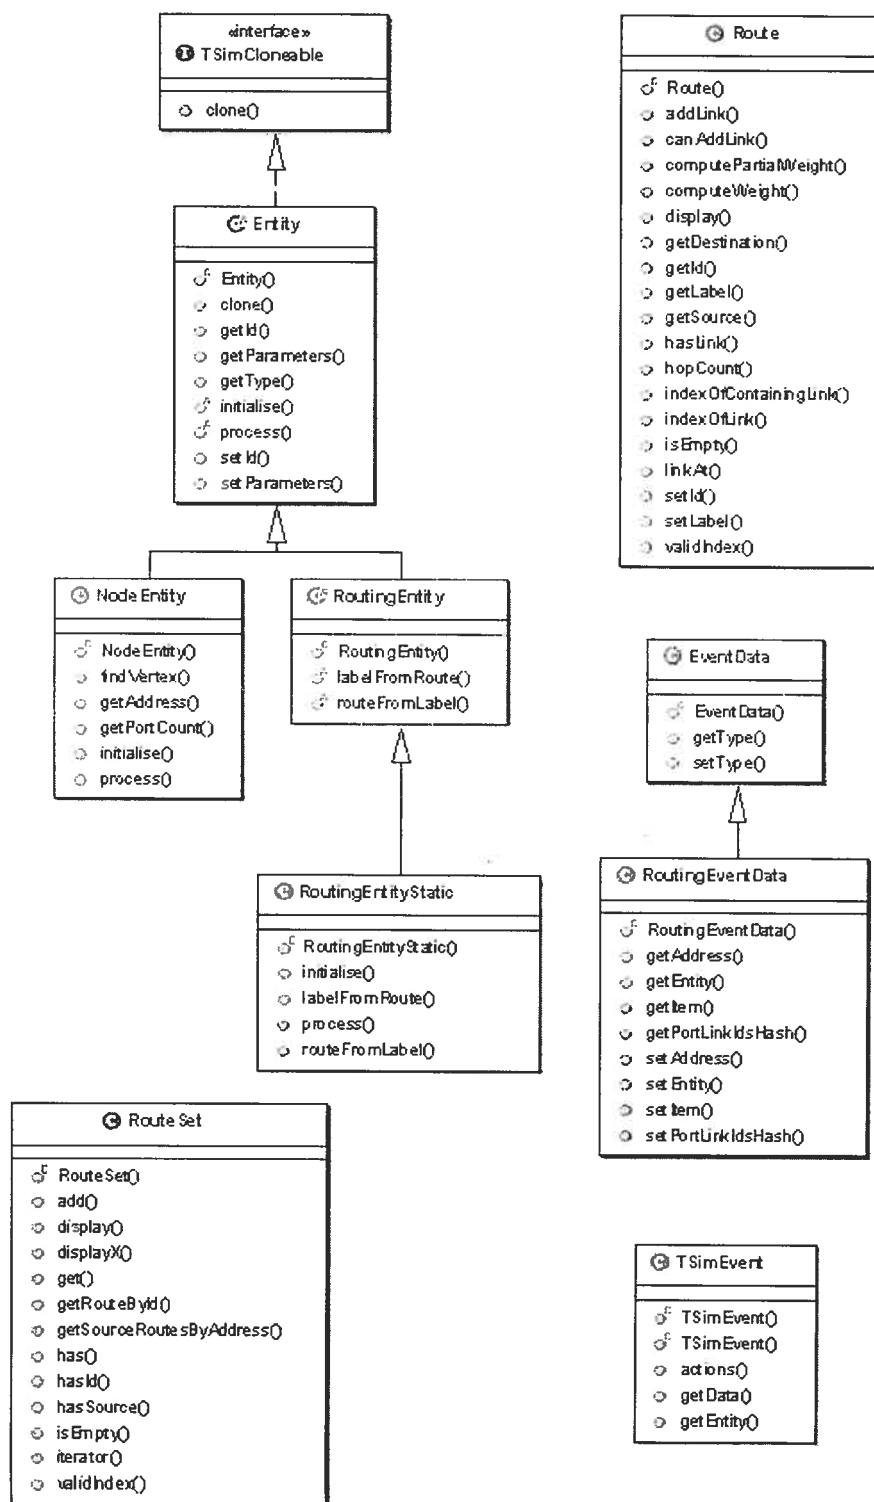 «interface»
TSimCloneable
clone()
Entity
Entity()
clone()
getId()
getParameters()
getType()
initialise()
process()
setId()
setParameters()
NodeEntity
NodeEntity()
findVertex()
getAddress()
getPortCount()
initialise()
process()
RoutingEntity
RoutingEntity()
labelFromRoute()
routeFromLabel()
RoutingEntityStatic
RoutingEntityStatic()
initialise()
labelFromRoute()
process()
routeFromLabel()
RouteSet
RouteSet()
add()
display()
displayX()
get()
getRouteById()
getSourceRoutesByAddress()
has()
hasId()
hasSource()
isEmpty()
iterator()
validIndex()
Route
Route()
addLink()
canAddLink()
computePartialWeight()
computeWeight()
display()
getDestination()
getId()
getLabel()
getSource()
hasLink()
hopCount()
indexOfContainingLink()
indexOfLink()
isEmpty()
linkAt()
setId()
setLabel()
validIndex()
EventData
EventData()
getType()
setType()
RoutingEventData
RoutingEventData()
getAddress()
getEntity()
getItem()
getPortLinkIdsHash()
setAddress()
setEntity()
setItem()
setPortLinkIdsHash()
TSimEvent
TSimEvent()
TSimEvent()
actions()
getData()
getEntity()